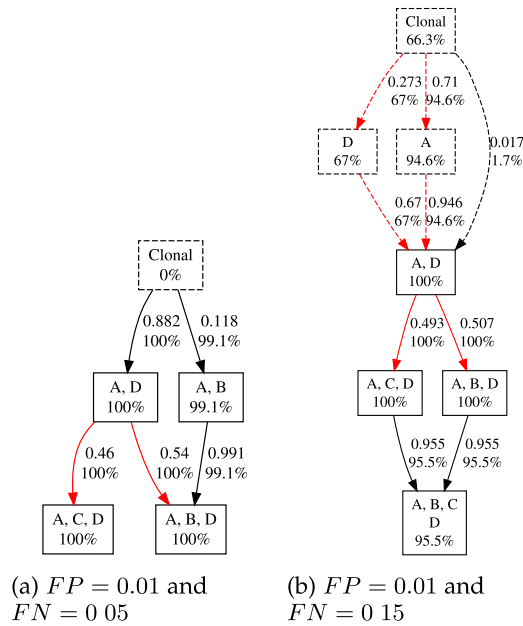 Clonal
66.3%
0.273
67%
0.71
94.6%
0.017
1.7%
D
67%
A
94.6%
0.67
67%
0.946
94.6%
A, D
100%
0.493
100%
0.507
100%
A, C, D
100%
A, B, D
100%
0.955
95.5%
0.955
95.5%
A, B, C
D
95.5%
Clonal
0%
0.882
100%
0.118
99.1%
A, D
100%
A, B
99.1%
0.46
100%
0.54
100%
0.991
99.1%
A, C, D
100%
A, B, D
100%
(a) FP = 0.01 and
FN = 0 05
(b) FP = 0.01 and
FN = 0 15